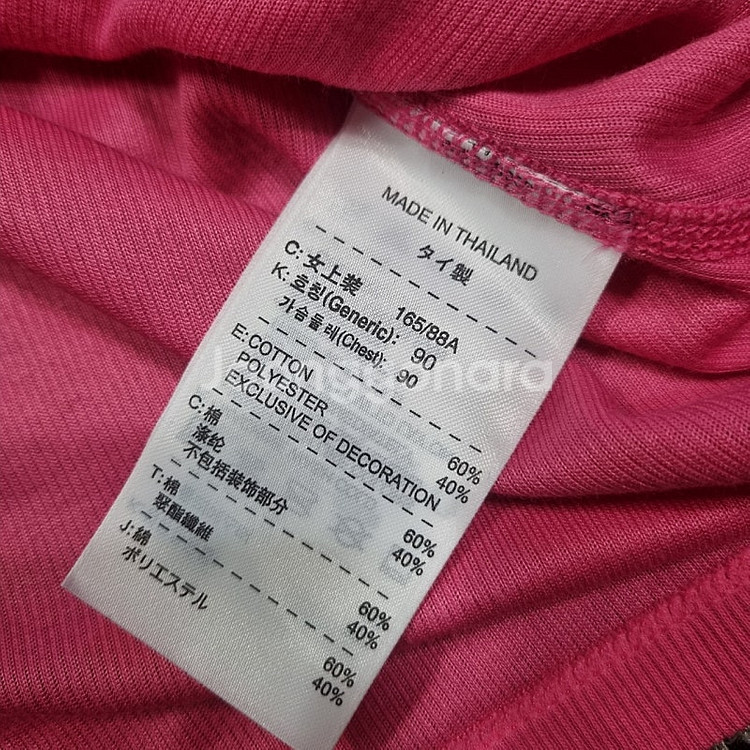 MADE IN THAILAND
タイ製
C: 女上装 165/88A
K: 호칭(Generic): 90
가슴둘레(Chest): 90
E: COTTON 60%
POLYESTER 40%
EXCLUSIVE OF DECORATION
C: 棉 60%
涤纶 40%
不包括装饰部分
T: 棉 60%
聚酯纖維 40%
J: 綿 60%
ポリエステル 40%